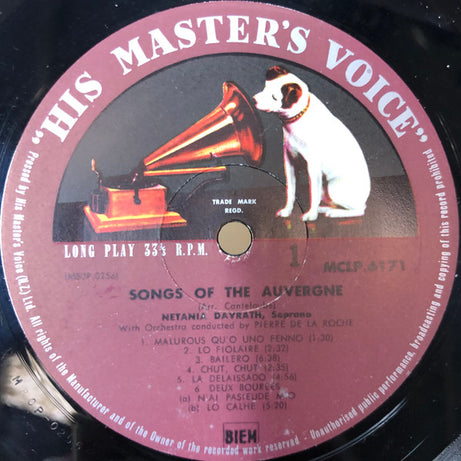 "HIS MASTER'S VOICE"
TRADE MARK
REGD.
LONG PLAY 33⅓ R.P.M.
1
MCLP.6171
SONGS OF THE AUVERGNE
(Arr. Canteloube)
NETANIA DAVRATH, Soprano
With Orchestra conducted by PIERRE DE LA ROCHE
1. MALUROUS QU'O UNO FENNO (1:30)
2. LO FIOLAIRE (2:32)
3. BAILERO (6:38)
4. CHUT, CHUT (2:35)
5. LA DELAISSADO (4:56)
6 DEUX BOUREES
(a) N'AI PASIEUDE MIO
(b) LO CALHE (5:20)
BIEM
Pressed by His Master's Voice (N.Z.) Ltd. All rights of the Manufacturer and of the Owner of the recorded work reserved - Unauthorised public performance, broadcasting and copying of this record prohibited